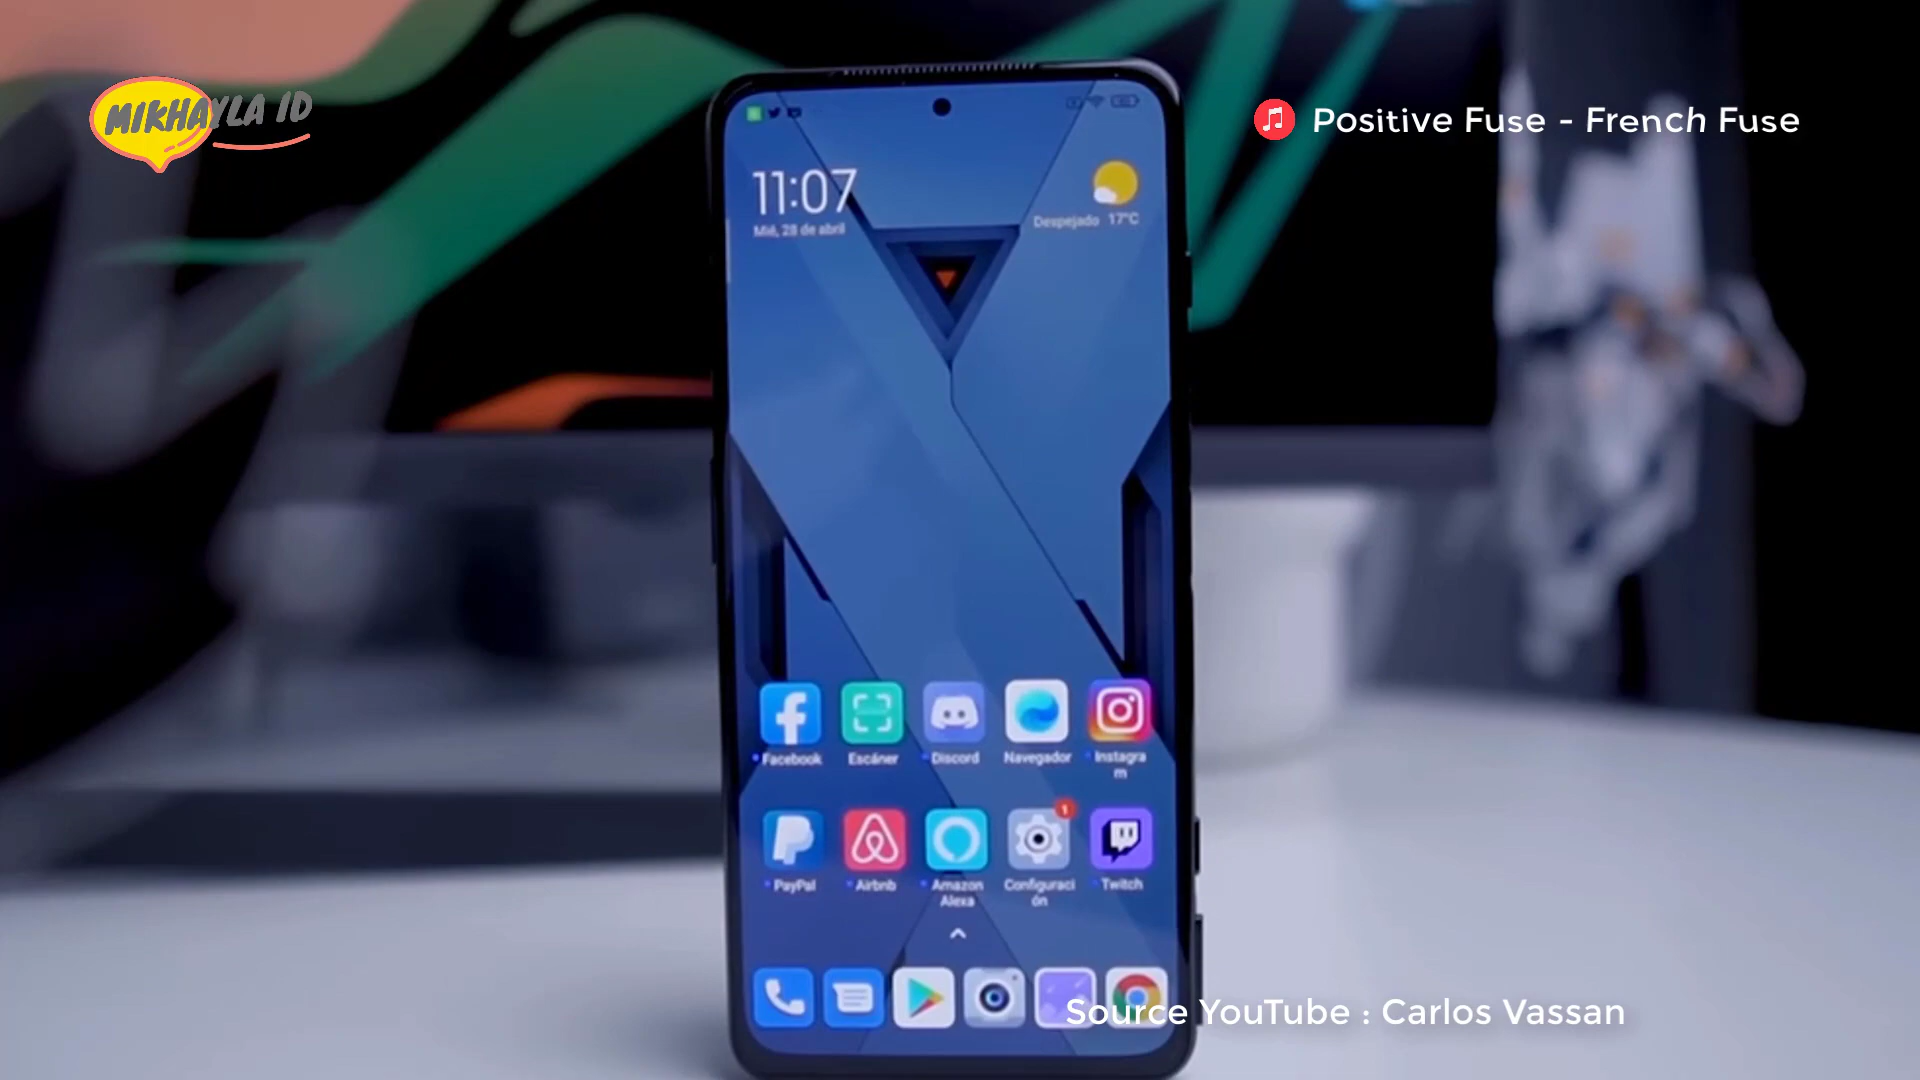 MIKHAYLA ID
Positive Fuse - French Fuse
11:07
Mié, 28 de abril
Despejado 17°C
Facebook
Escáner
Discord
Navegador
Instagra
m
1
PayPal
Airbnb
Amazon
Alexa
Configuraci
ón
Twitch
Source YouTube : Carlos Vassan